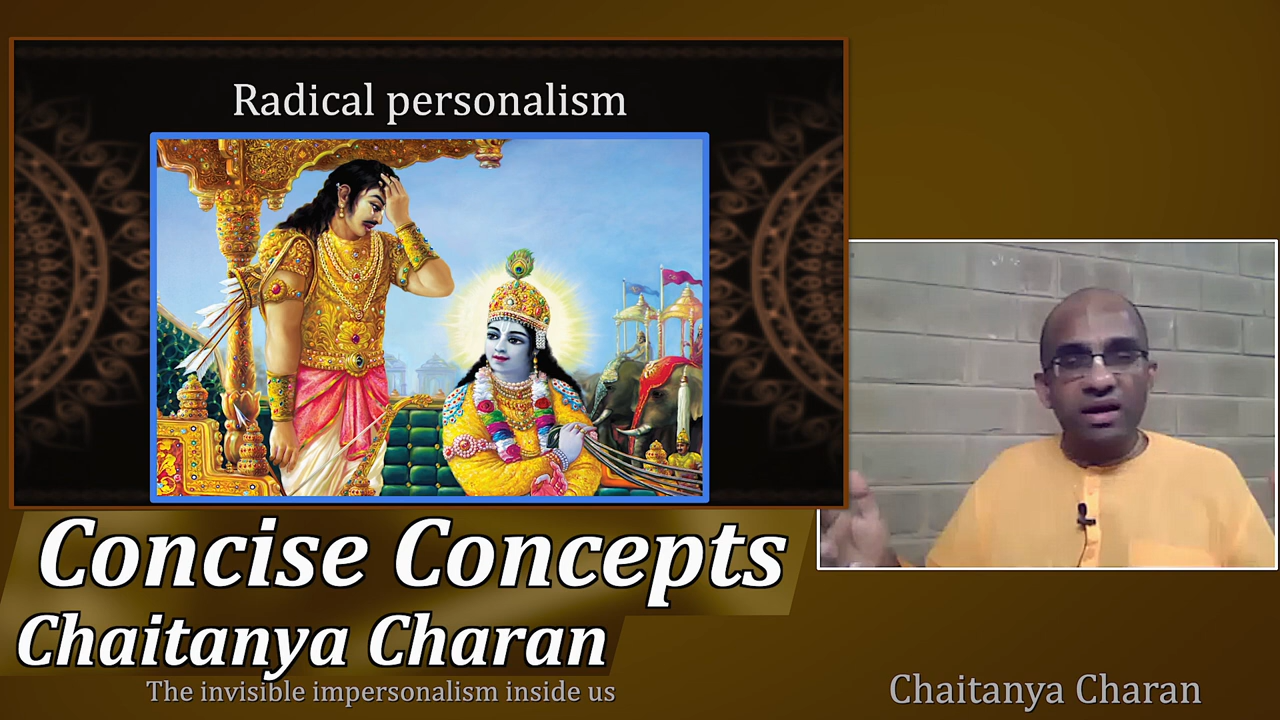 Radical personalism
Concise Concepts
Chaitanya Charan
The invisible impersonalism inside us
Chaitanya Charan